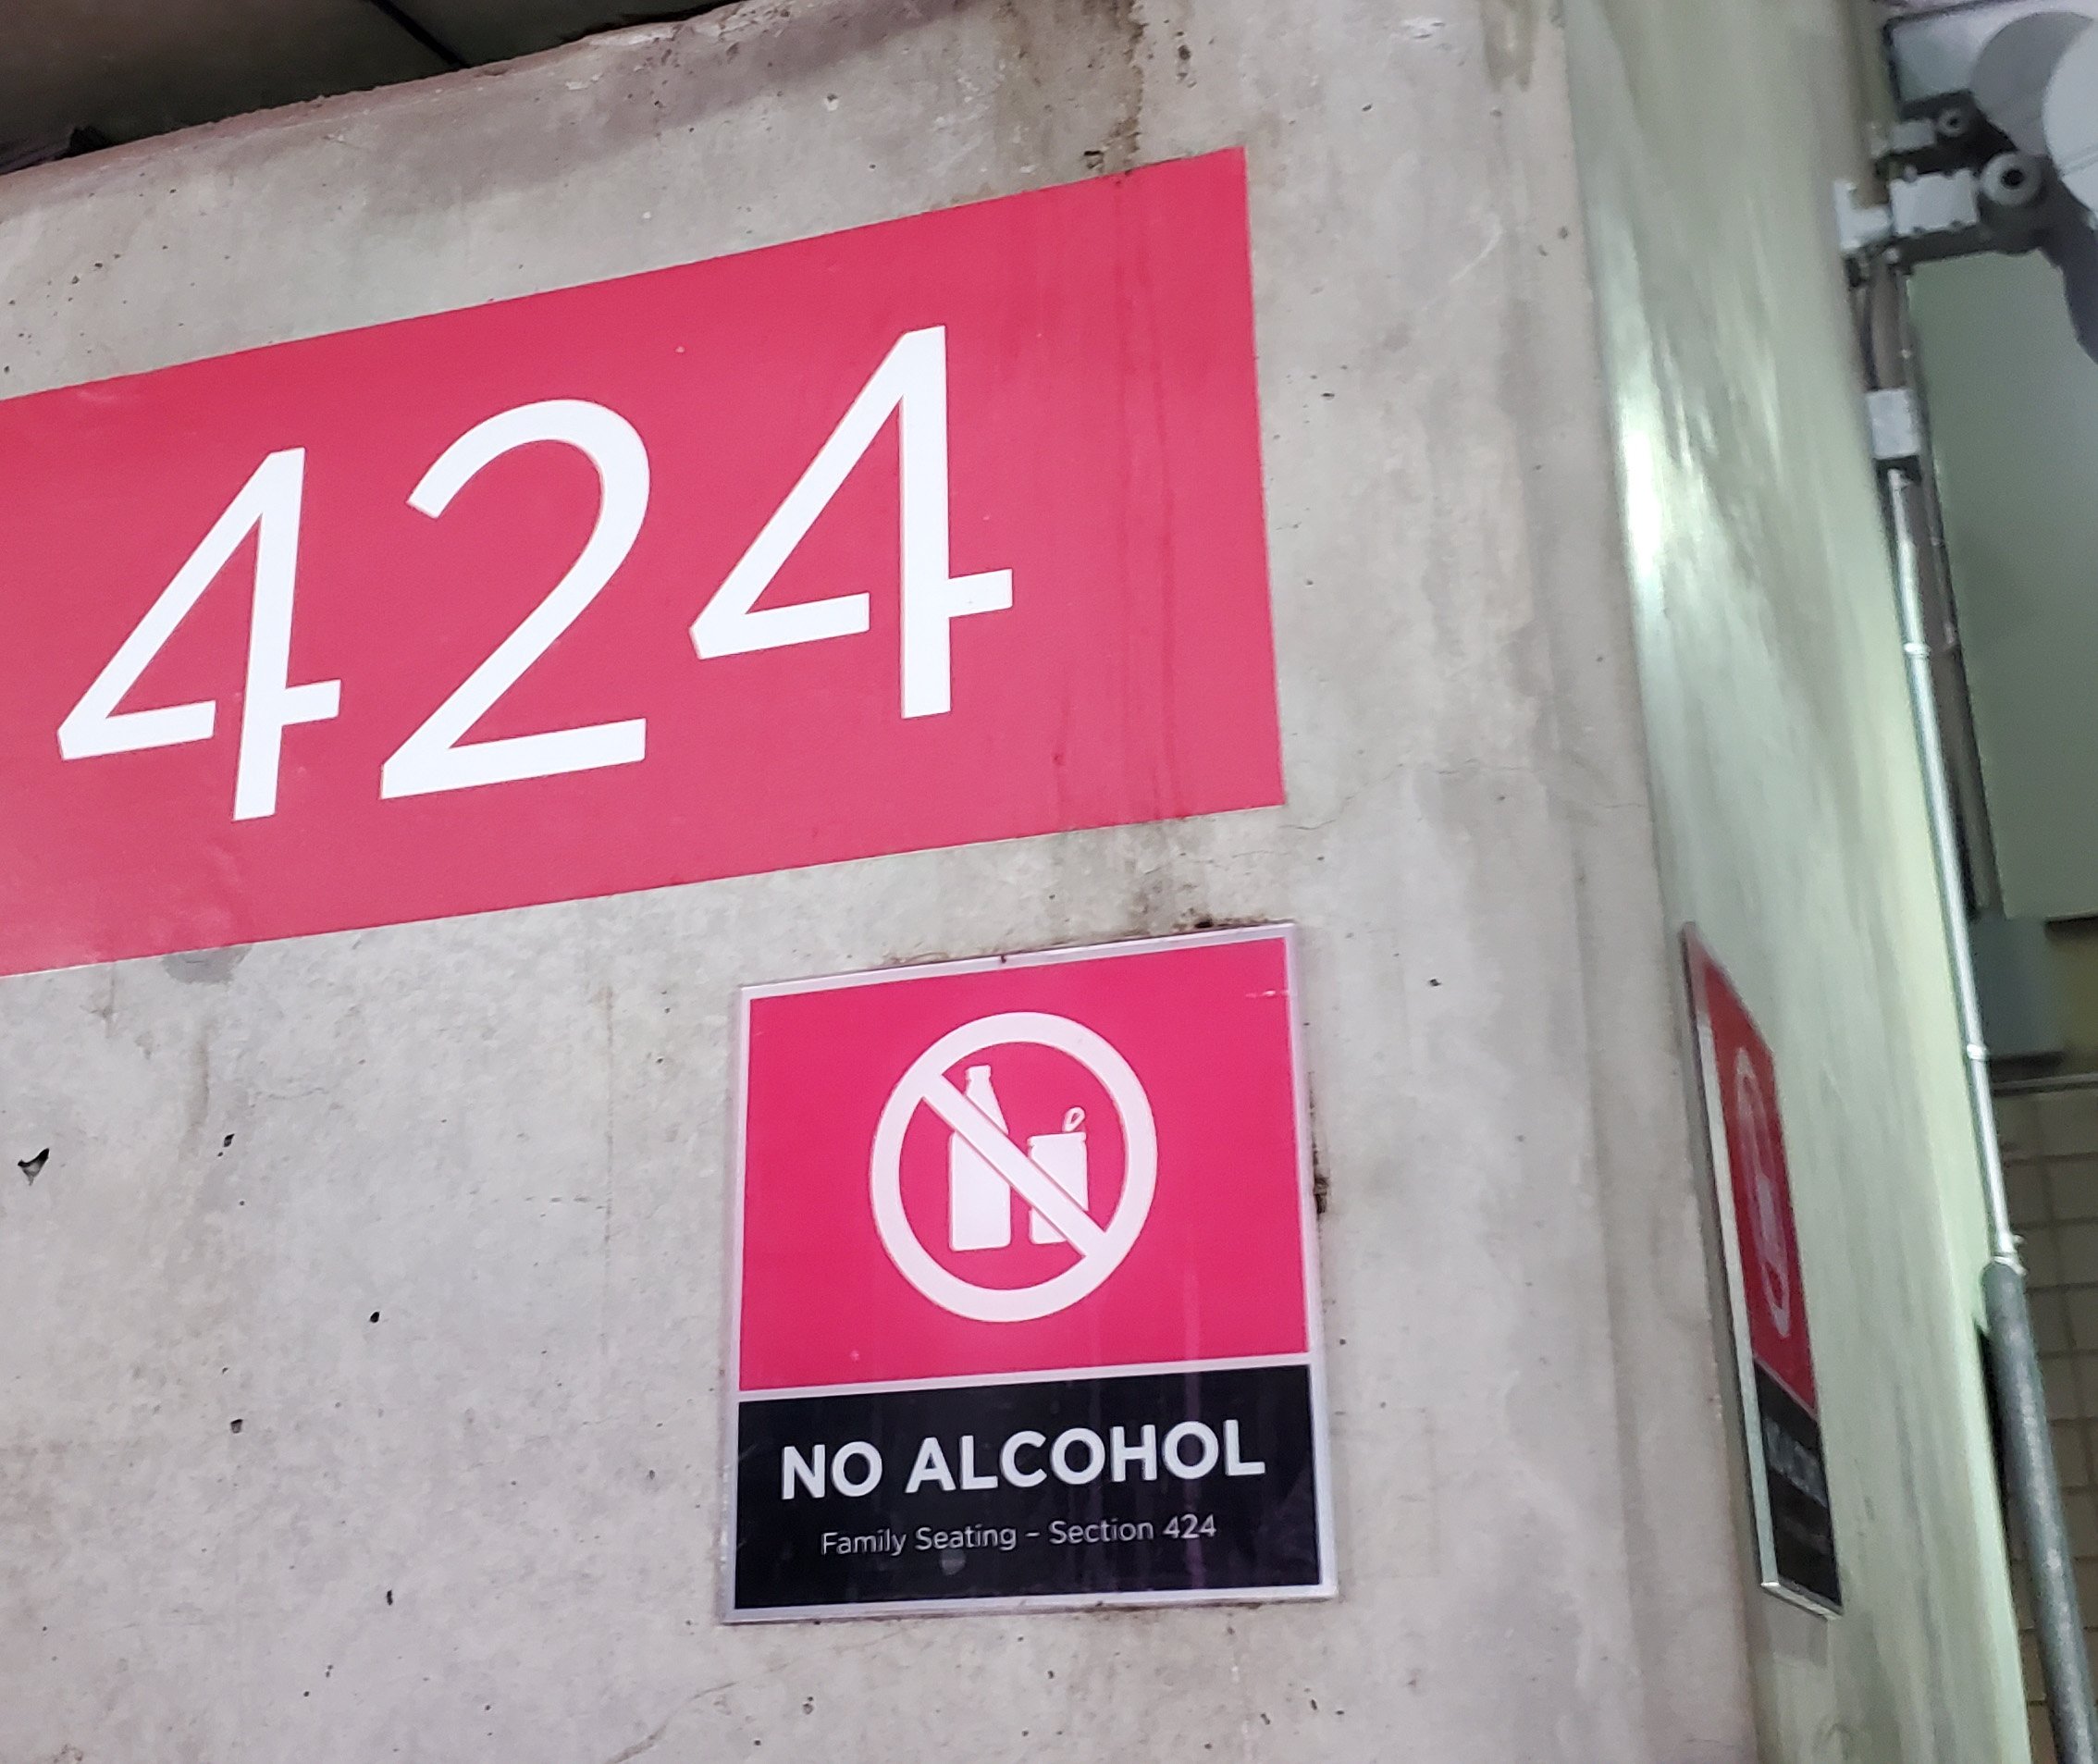 424
NO ALCOHOL
Family Seating – Section 424